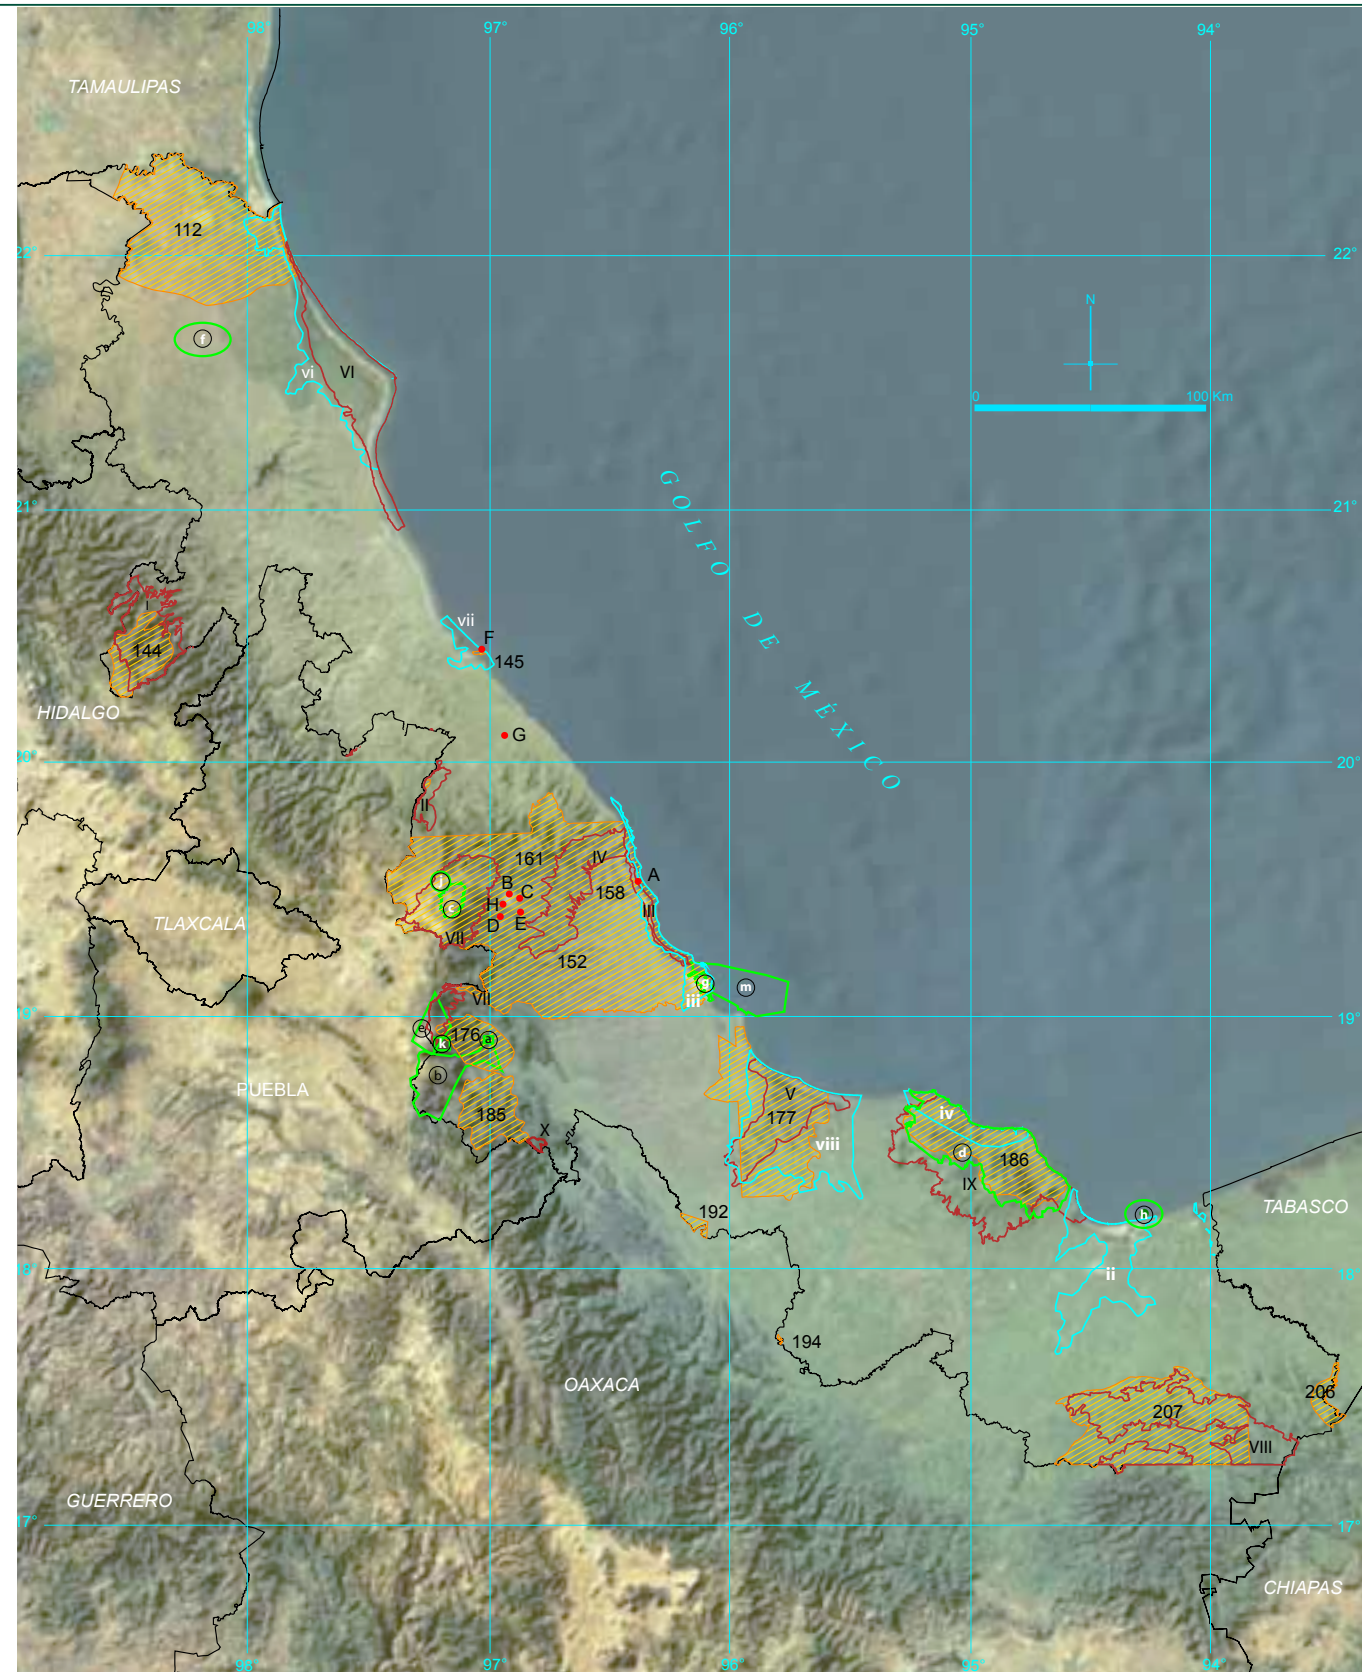 98° 97° 96° 95° 94°
TAMAULIPAS
112
22° 22°
N
f
vi VI
0 100 Km
GOLFO DE MÉXICO
21° 21°
I
vii F
144 145
HIDALGO
G
20° 20°
II
161 IV
j B C A
158
c H III
TLAXCALA D E
VII
152
g m
VII iii
19° 19°
e 176 a
k
b
PUEBLA V
185 177 iv
X viii
d 186
IX
192 h TABASCO
18° 18°
ii
194
OAXACA 206
207
VIII
GUERRERO
17° 17°
CHIAPAS
98° 97° 96° 95° 94°